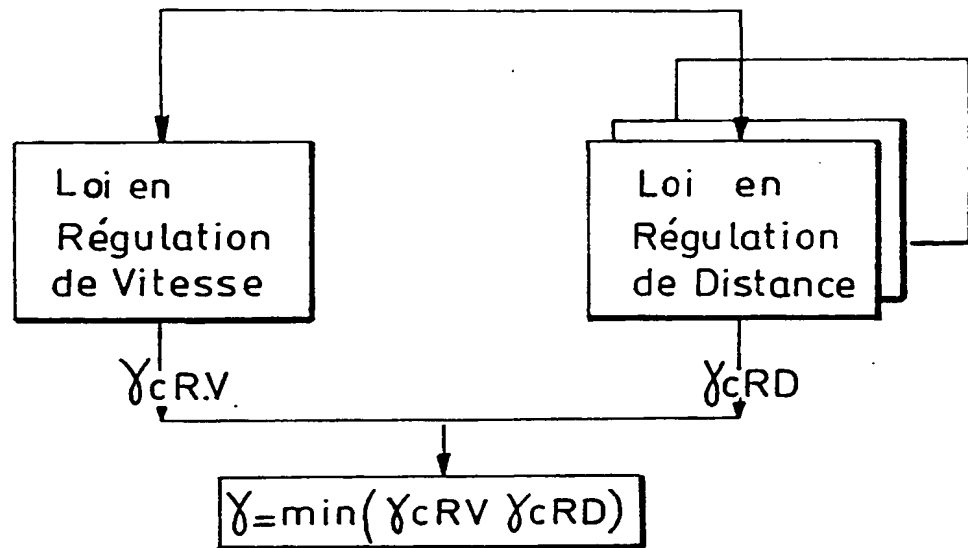 Loi en
Régulation
de Vitesse
Loi en
Régulation
de Distance
γcR.V
γcRD
γ=min( γcRV γcRD)